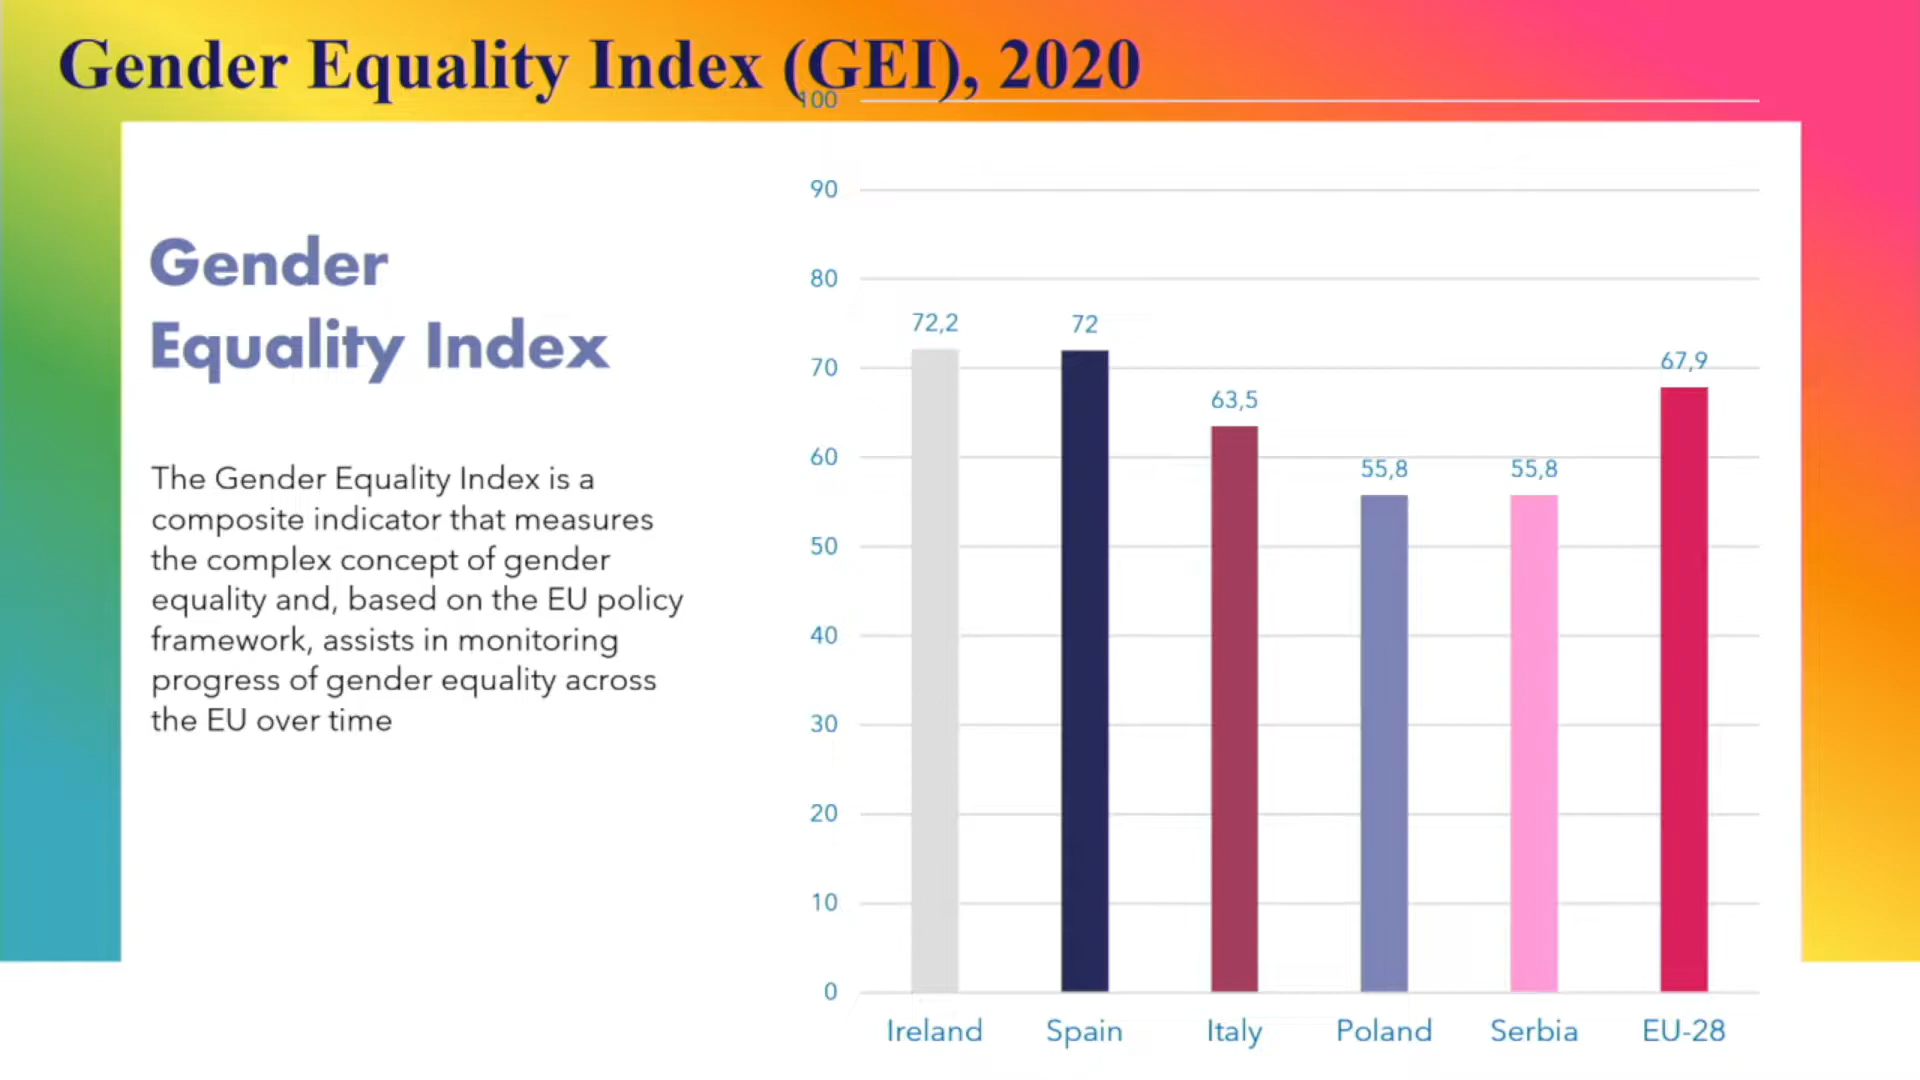 Gender Equality Index (GEI), 2020
Gender
Equality Index
The Gender Equality Index is a
composite indicator that measures
the complex concept of gender
equality and, based on the EU policy
framework, assists in monitoring
progress of gender equality across
the EU over time
100
90
80
70
60
50
40
30
20
10
0
72,2
72
63,5
55,8
55,8
67,9
Ireland
Spain
Italy
Poland
Serbia
EU-28